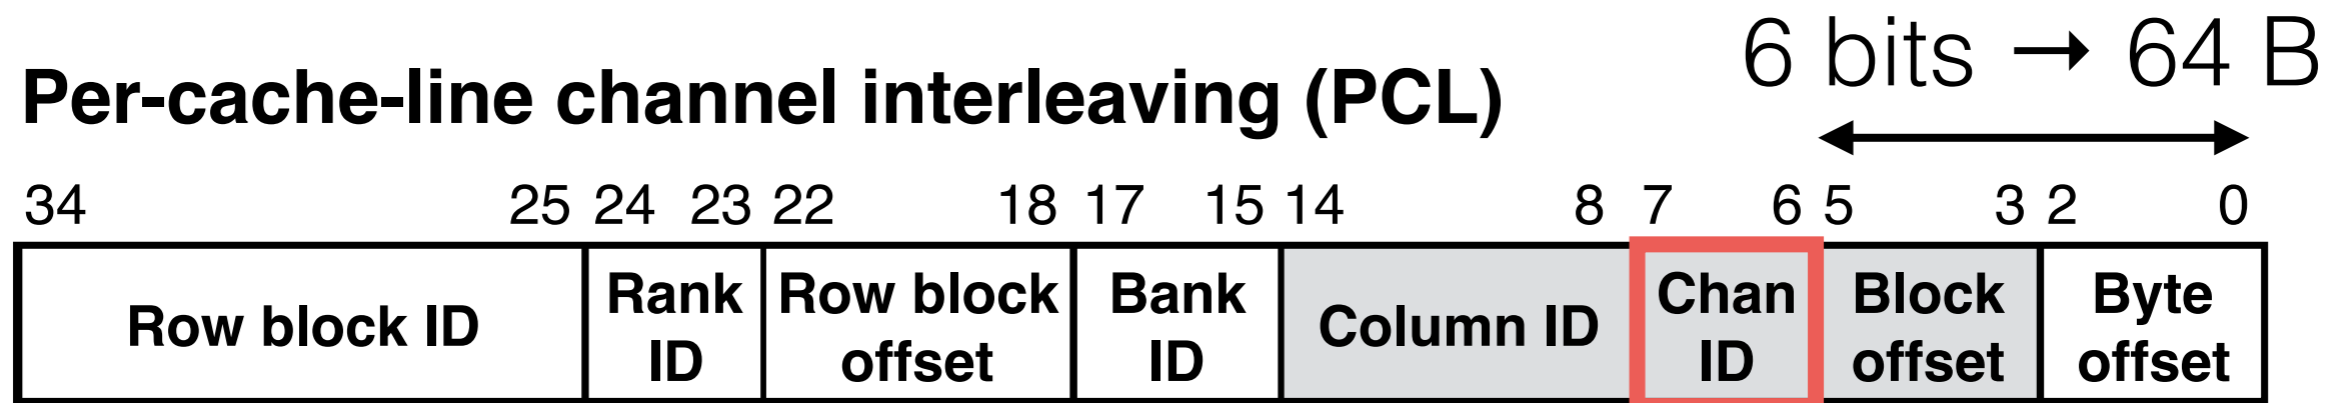 6 bits → 64 B
Per-cache-line channel interleaving (PCL)
34 25 24 23 22 18 17 15 14 8 7 6 5 3 2 0
Row block ID
Rank
ID
Row block
offset
Bank
ID
Column ID
Chan
ID
Block
offset
Byte
offset